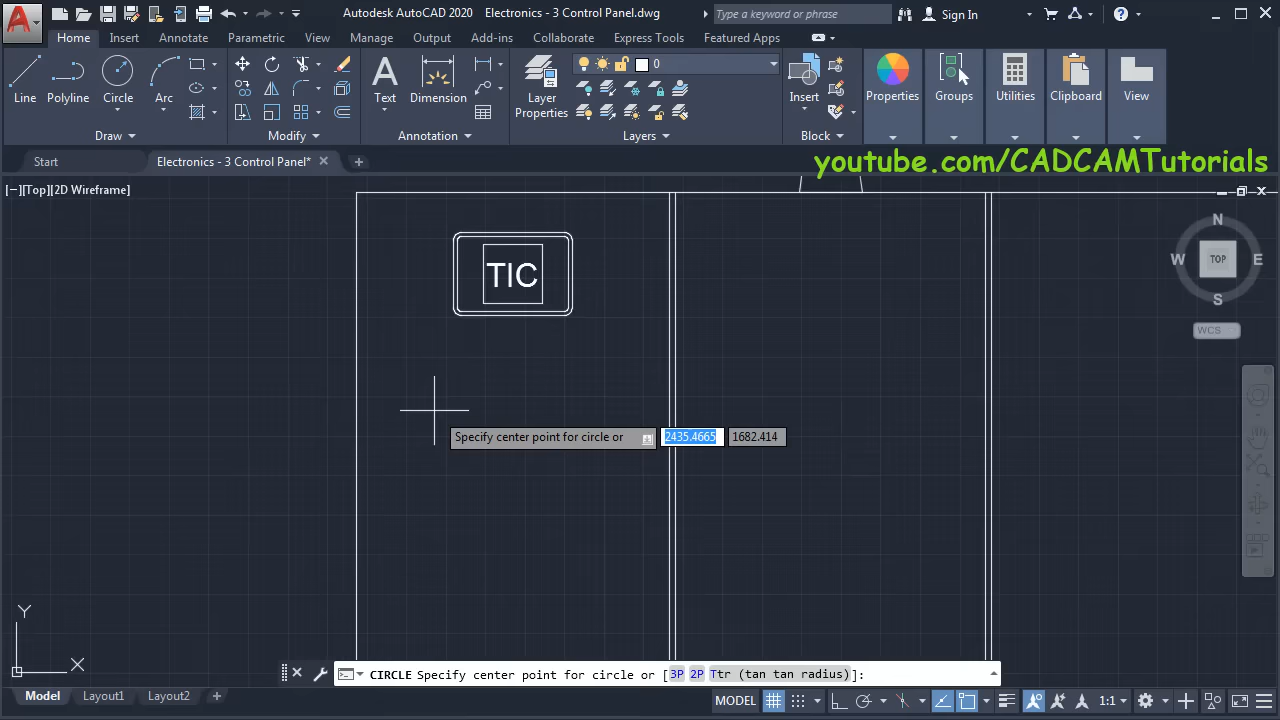 Autodesk AutoCAD 2020 Electronics - 3 Control Panel.dwg Type a keyword or phrase Sign In
Home Insert Annotate Parametric View Manage Output Add-ins Collaborate Express Tools Featured Apps
0
Line Polyline Circle Arc Text Dimension Layer Properties Insert Properties Groups Utilities Clipboard View
Draw Modify Annotation Layers Block
Start Electronics - 3 Control Panel*
youtube.com/CADCAMTutorials
[−][Top][2D Wireframe]
N
W TOP E
S
WCS
TIC
Specify center point for circle or 2435.4665 1682.414
Y
X
CIRCLE Specify center point for circle or [3P 2P Ttr (tan tan radius)]:
Model Layout1 Layout2 MODEL 1:1